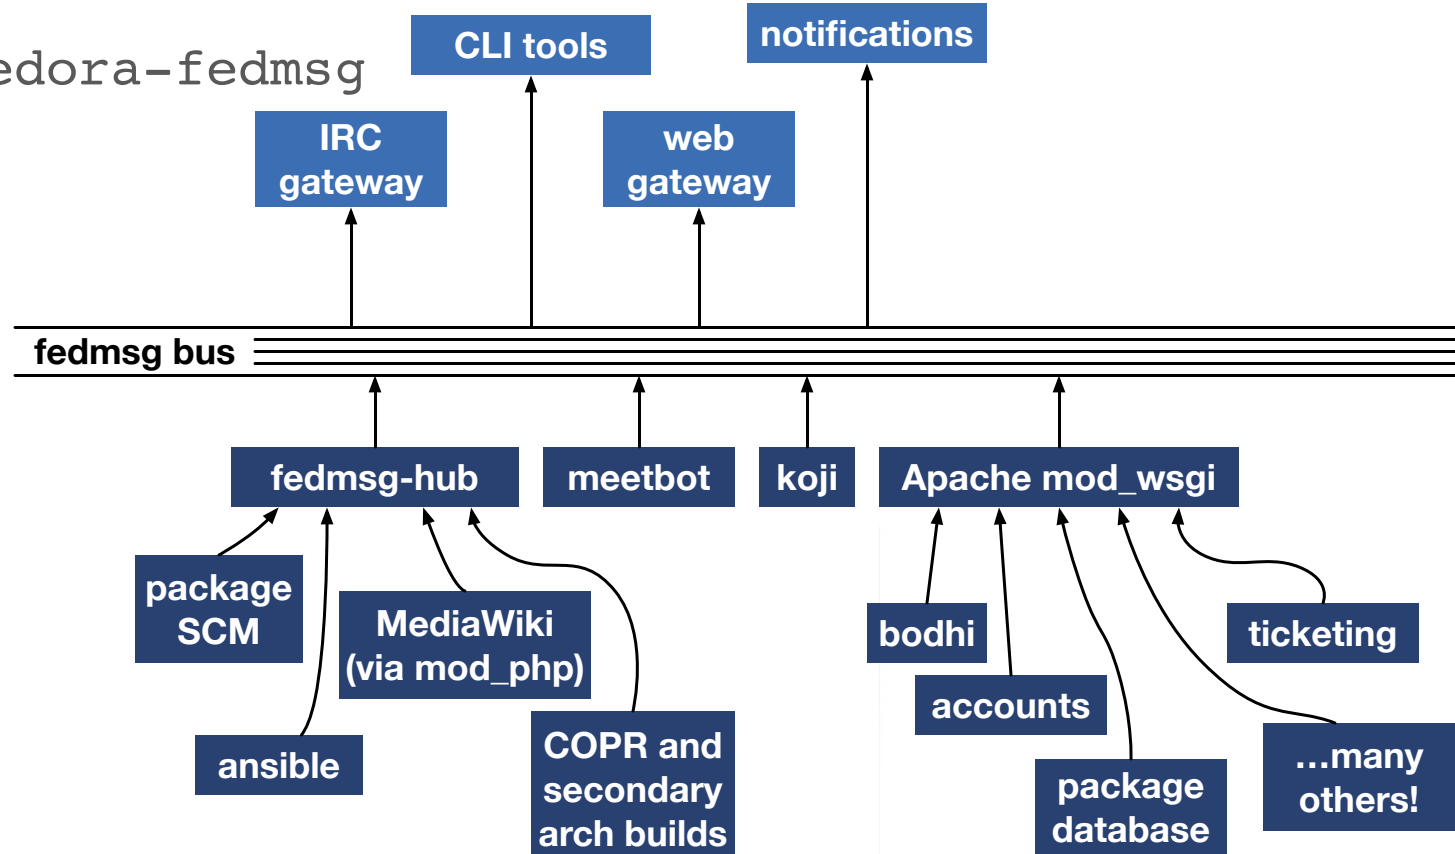 edora-fedmsg
CLI tools
notifications
IRC
gateway
web
gateway
fedmsg bus
fedmsg-hub
meetbot
koji
Apache mod_wsgi
package
SCM
MediaWiki
(via mod_php)
bodhi
ticketing
accounts
ansible
COPR and
secondary
arch builds
package
database
...many
others!